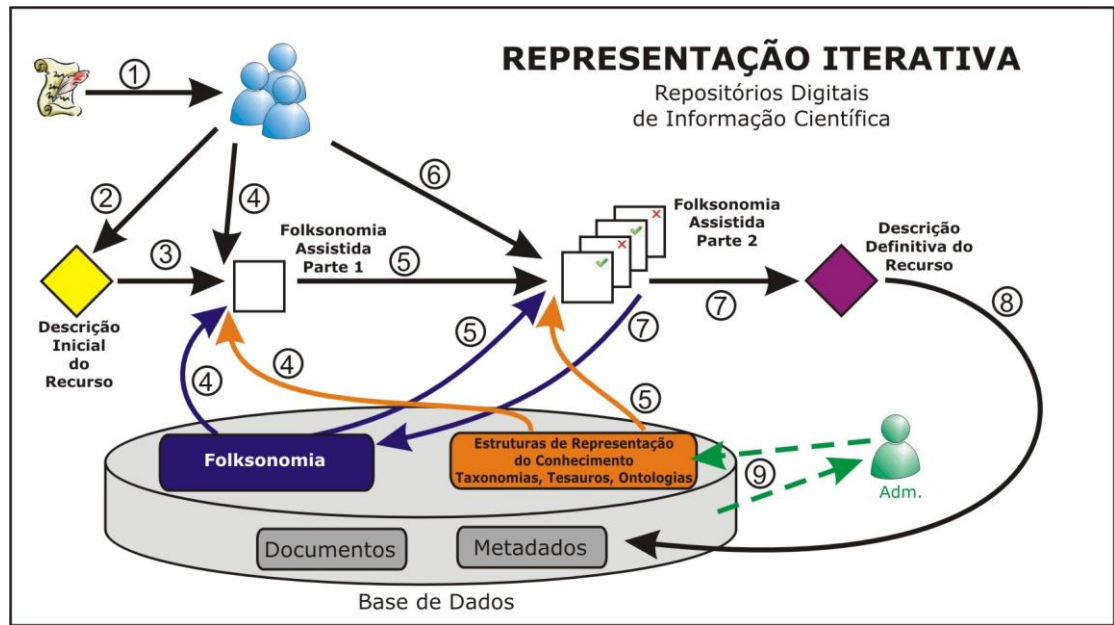 REPRESENTAÇÃO ITERATIVA
Repositórios Digitais
de Informação Científica
①
②
④
⑥
③
Folksonomia
Assistida
Parte 1
⑤
Folksonomia
Assistida
Parte 2
⑦
Descrição
Definitiva do
Recurso
⑧
Descrição
Inicial
do
Recurso
④
④
⑤
⑦
⑤
Folksonomia
Estruturas de Representação
do Conhecimento
Taxonomias, Tesauros, Ontologias
⑨
Adm.
Documentos
Metadados
Base de Dados